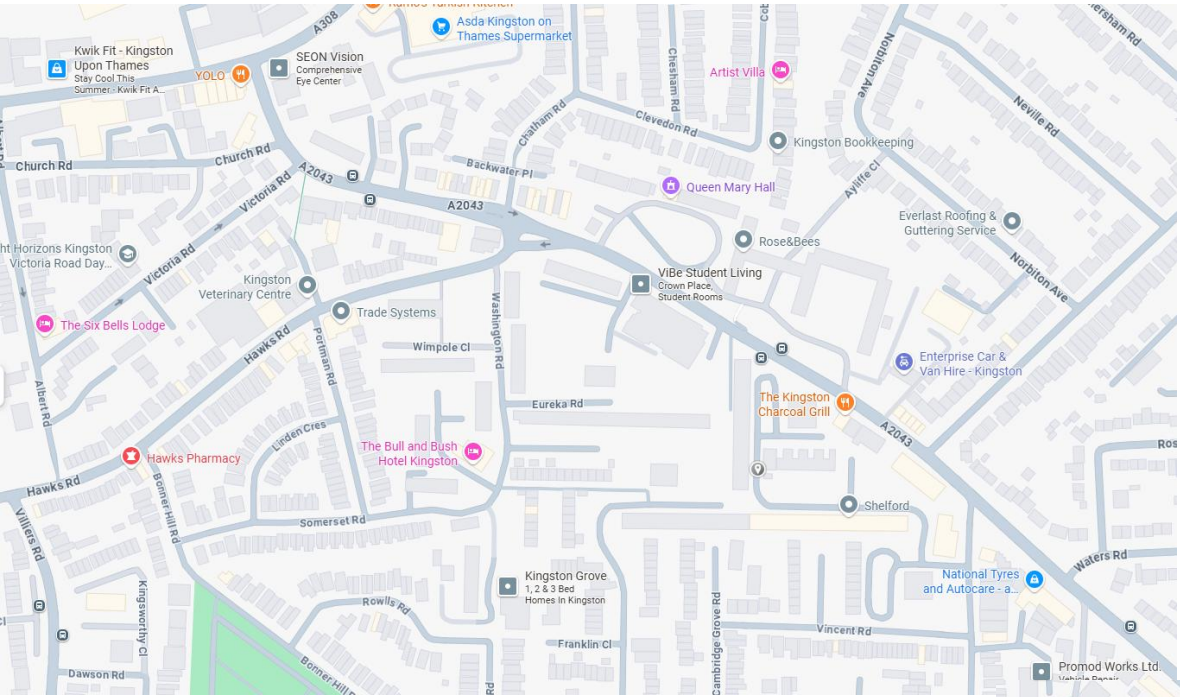 A308
Asda Kingston on
Thames Supermarket
Kwik Fit - Kingston
Upon Thames
Stay Cool This
Summer - Kwik Fit A...
YOLO
SEON Vision
Comprehensive
Eye Center
Chesham Rd
Artist Villa
Norbiton Ave
Neville Rd
Chatham Rd
Clevedon Rd
Kingston Bookkeeping
Church Rd
Church Rd
A2043
Backwater Pl
Victoria Rd
Queen Mary Hall
Aylliffe Cl
A2043
Everlast Roofing &
Guttering Service
Rose&Bees
ht Horizons Kingston
Victoria Road Day...
Victoria Rd
Norbiton Ave
Kingston
Veterinary Centre
ViBe Student Living
Crown Place,
Student Rooms
Trade Systems
The Six Bells Lodge
Hawks Rd
Portman Rd
Wimpole Cl
Washington Rd
Enterprise Car &
Van Hire - Kingston
Albert Rd
Eureka Rd
The Kingston
Charcoal Grill
A2043
Linden Cres
The Bull and Bush
Hotel Kingston
Hawks Pharmacy
Ros
Hawks Rd
Bonner Hill Rd
Shelford
Villiers Rd
Somerset Rd
Waters Rd
Kingston Grove
1, 2 & 3 Bed
Homes in Kingston
National Tyres
and Autocare - a...
Kingsworthy Cl
Rowlls Rd
Cambridge Grove Rd
Vincent Rd
Franklin Cl
Dawson Rd
Bonner Hill R
Rd
Promod Works Ltd.
Vehicle Repair